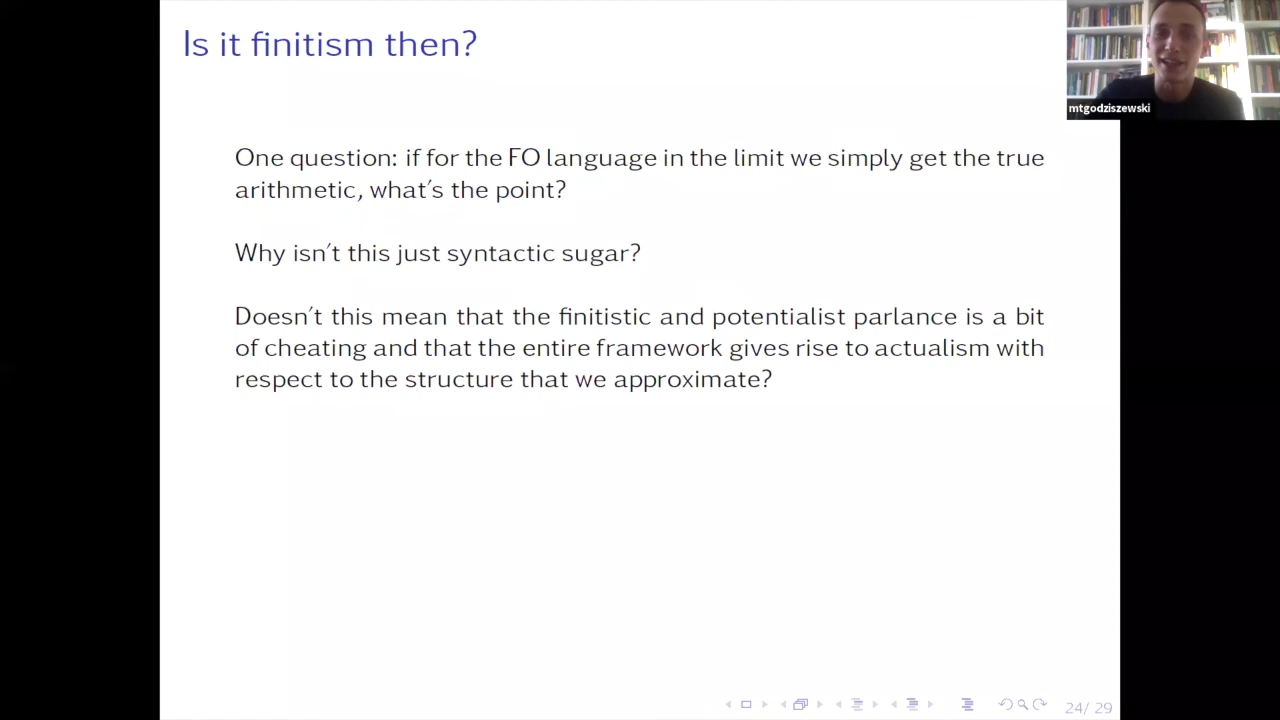 Is it finitism then?
mtgodziszewski
One question: if for the FO language in the limit we simply get the true
arithmetic, what's the point?
Why isn't this just syntactic sugar?
Doesn't this mean that the finitistic and potentialist parlance is a bit
of cheating and that the entire framework gives rise to actualism with
respect to the structure that we approximate?
24/ 29